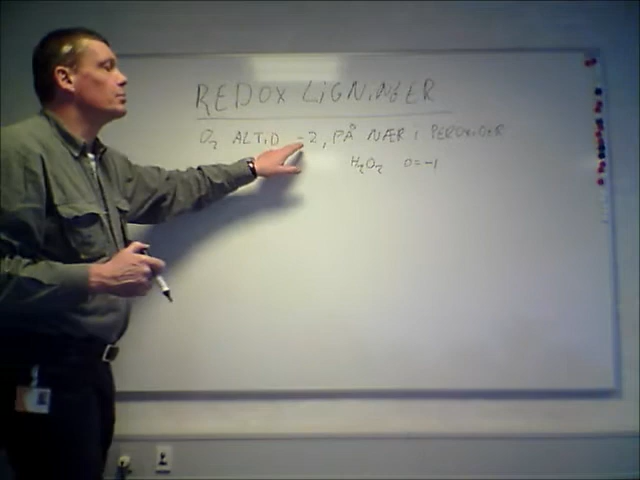 REDOX LIGNINGER
O₂ ALTID -2, PÅ NÆR I PEROXIDER
H₂O₂ O=-1